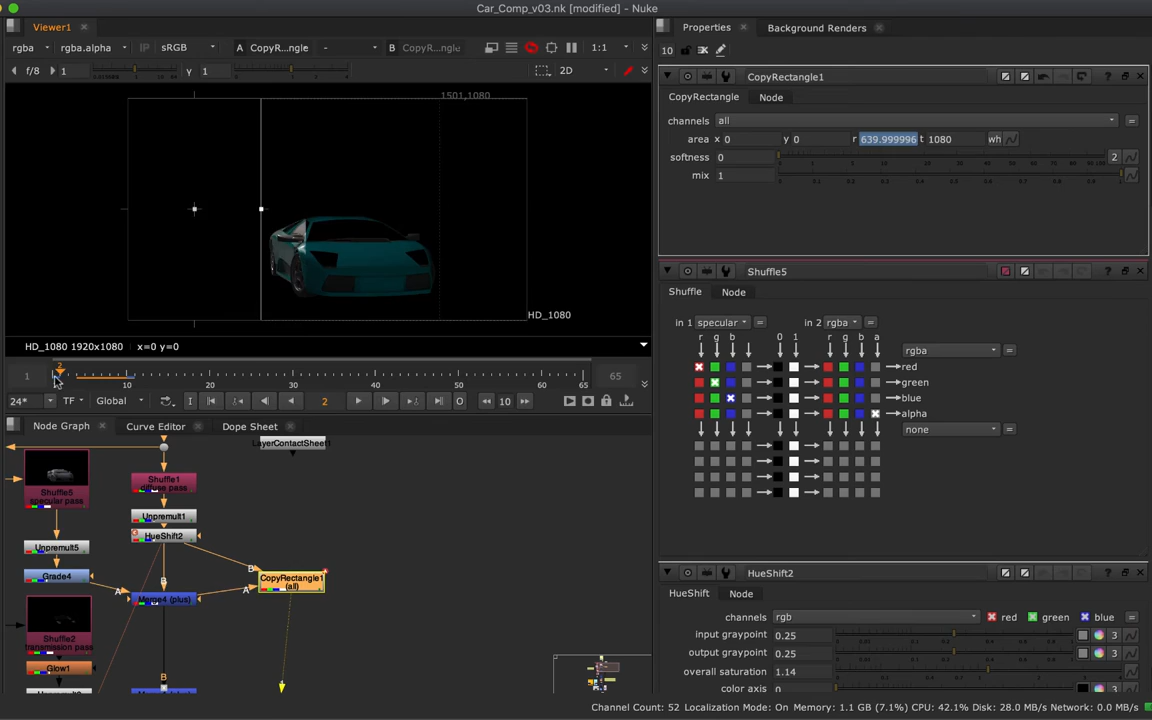 Car_Comp_v03.nk [modified] - Nuke
Viewer1
Properties
Background Renders
rgba rgba.alpha IP sRGB A CopyR...ngle - B CopyR...ngle 1:1
10
f/8 1 y 1 2D
CopyRectangle1
CopyRectangle Node
1501,1080
channels all
area x 0 y 0 r 639.999996 t 1080 wh
softness 0 2
mix 1
HD_1080
HD_1080 1920x1080 x=0 y=0
Shuffle5
Shuffle Node
in 1 specular in 2 rgba
r g b 0 1 r g b a
rgba
red
green
blue
alpha
none
2
1 10 20 30 40 50 60 65 65
24* TF Global 2 10
Node Graph Curve Editor Dope Sheet
LayerContactSheet1
Shuffle5
specular pass
Shuffle1
diffuse pass
Unpremult1
HueShift2
Unpremult5
Grade4
B
A
CopyRectangle1
(all)
B
A
Merge4 (plus)
Shuffle2
transmission pass
Glow1
B
HueShift2
HueShift Node
channels rgb red green blue
input graypoint 0.25 3
output graypoint 0.25 3
overall saturation 1.14
color axis 0 3
Channel Count: 52 Localization Mode: On Memory: 1.1 GB (7.1%) CPU: 42.1% Disk: 28.0 MB/s Network: 0.0 MB/s